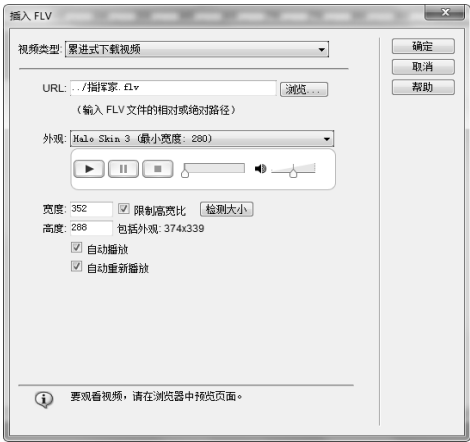 插入 FLV
视频类型: 累进式下载视频
确定
取消
帮助
URL: ../指挥家.flv 浏览...
(输入 FLV 文件的相对或绝对路径)
外观: Halo Skin 3 (最小宽度: 280)
宽度: 352 限制高宽比 检测大小
高度: 288 包括外观: 374x339
自动播放
自动重新播放
要观看视频,请在浏览器中预览页面。